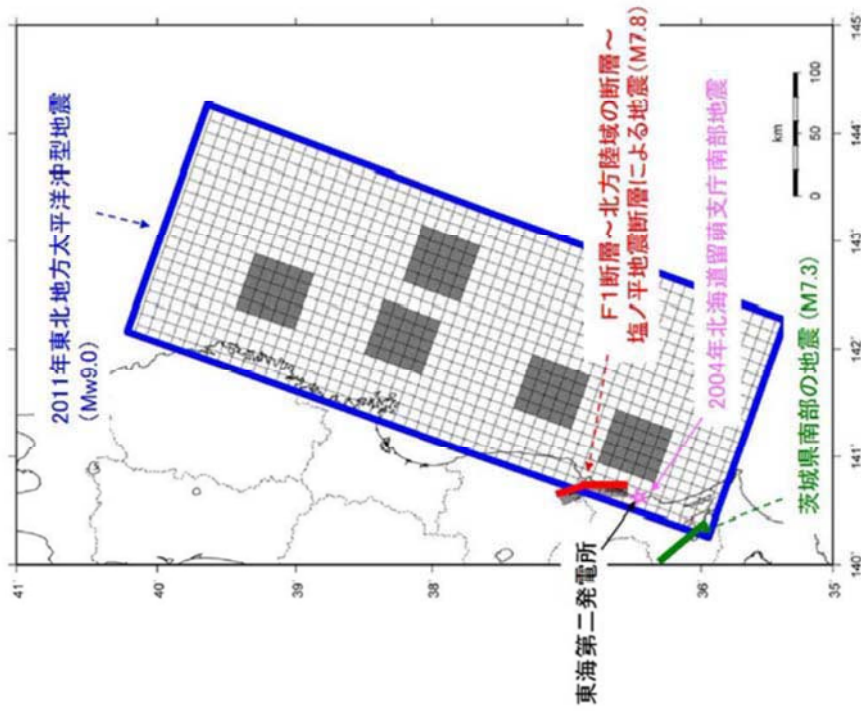 2011年東北地方太平洋沖型地震
(Mw9.0)
F1断層~北方陸域の断層~
塩ノ平地震断層による地震(M7.8)
2004年北海道留萌支庁南部地震
茨城県南部の地震 (M7.3)
東海第二発電所
41
40
39
38
36
35
140°
141°
142°
143°
144°
145°
km
0 50 100